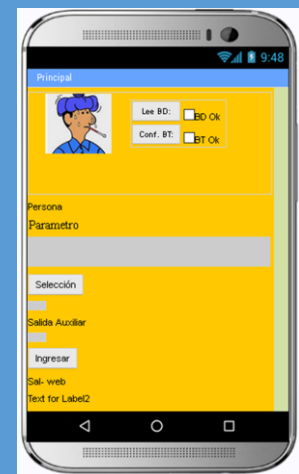 9:48
Principal
Lee BD:
BD Ok
Conf. BT:
BT Ok
Persona
Parametro
Selección
Salida Auxiliar
Ingresar
Sal- web
Text for Label2